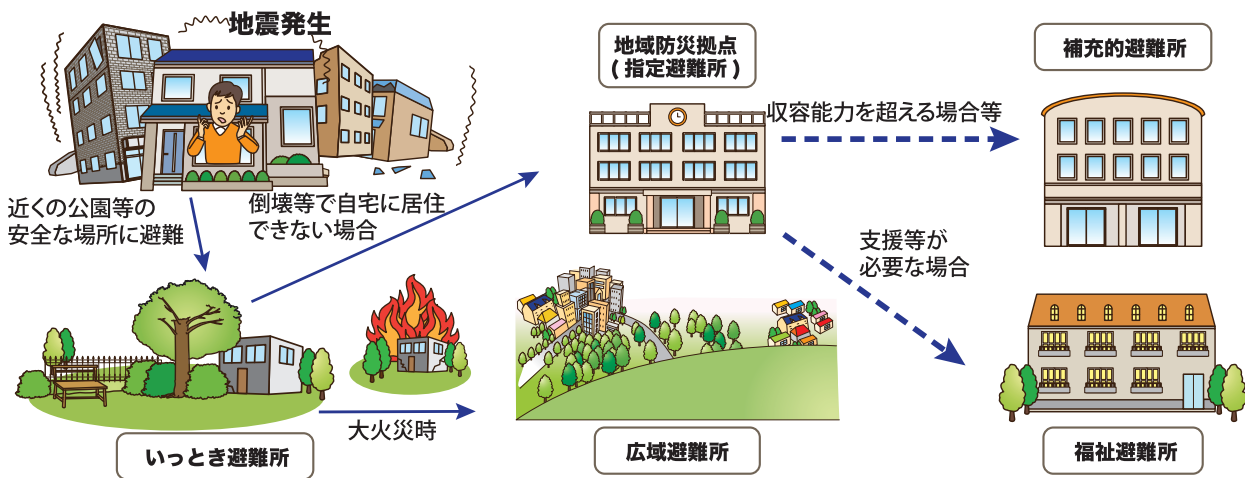 地震発生
近くの公園等の
安全な場所に避難
倒壊等で自宅に居住
できない場合
地域防災拠点
( 指定避難所 )
収容能力を超える場合等
補充的避難所
支援等が
必要な場合
大火災時
いっとき避難所
広域避難所
福祉避難所